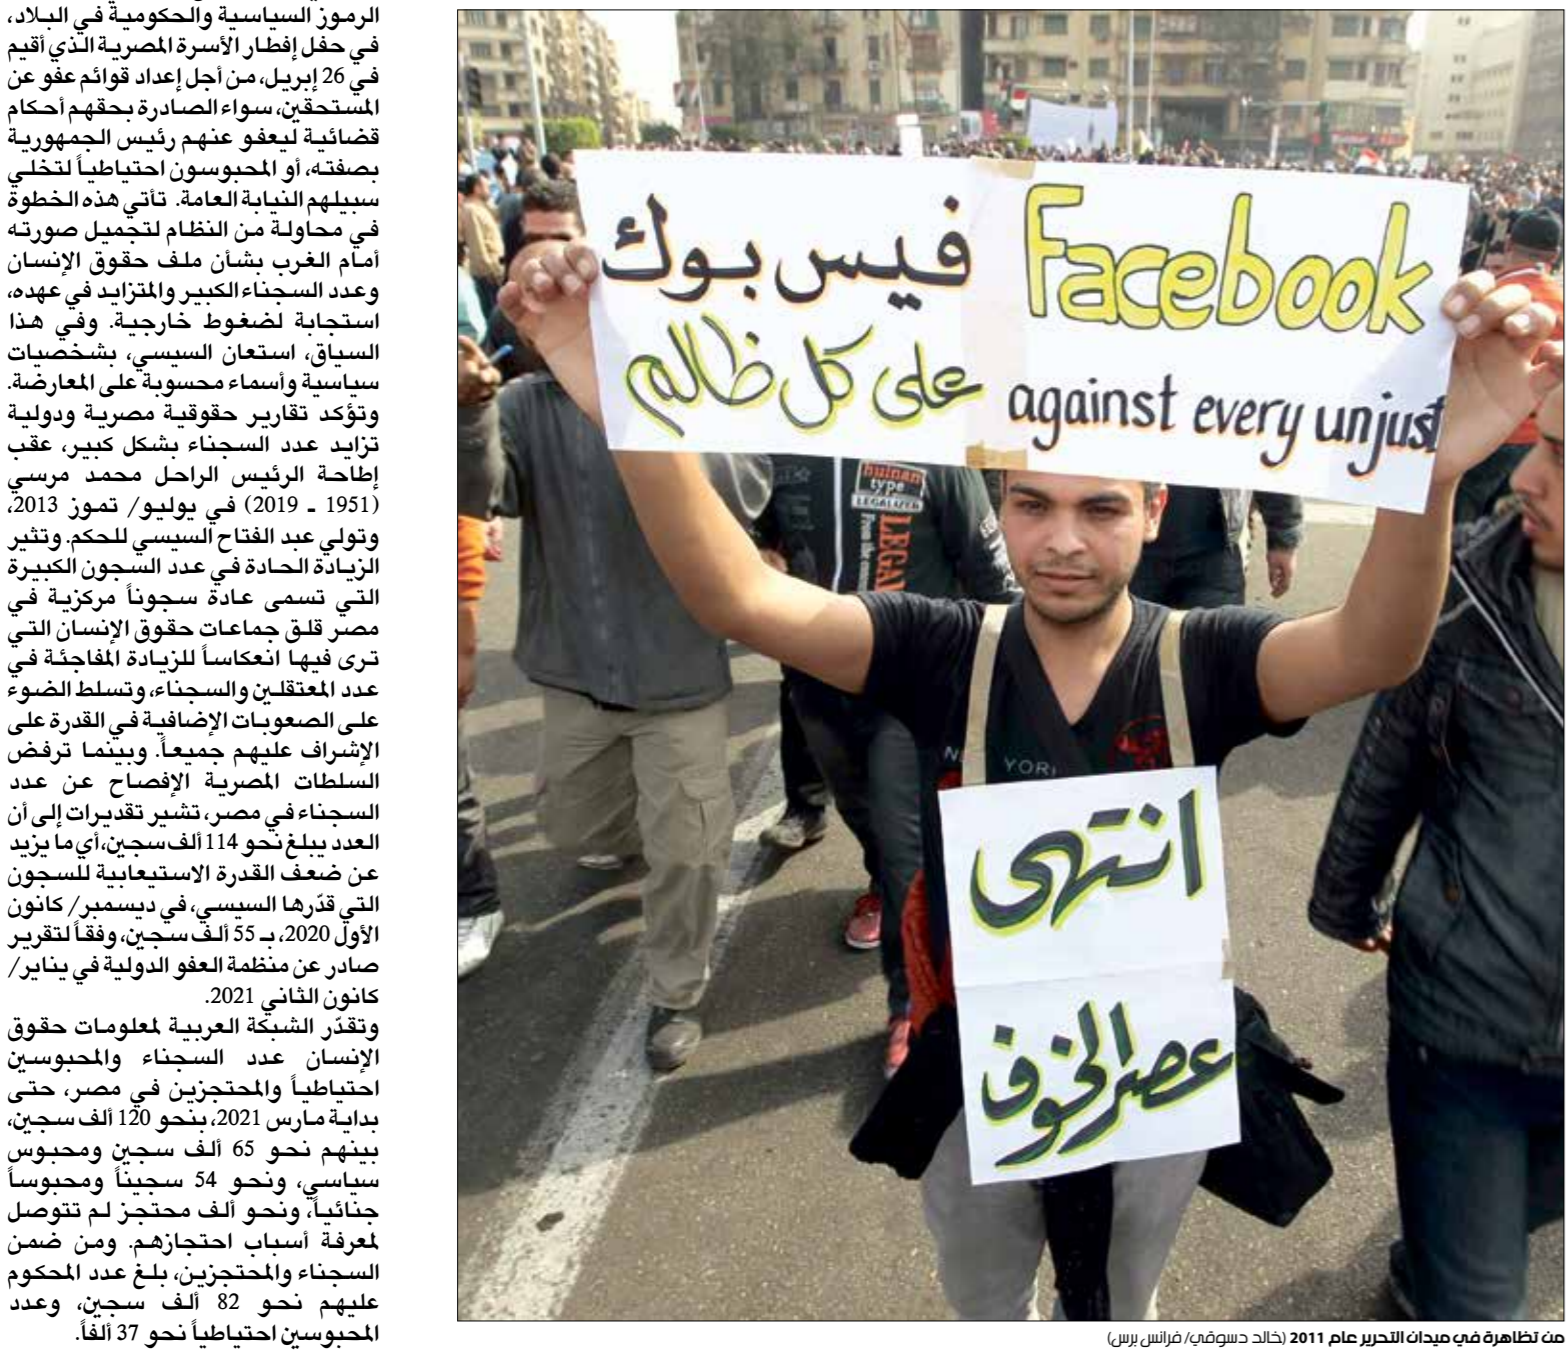 الرموز السياسية والحكومية في البلاد،
في حفل إفطار الأسرة المصرية الذي أقيم
في 26 إبريل، من أجل إعداد قوائم عفو عن
المستحقين، سواء الصادرة بحقهم أحكام
قضائية ليعفو عنهم رئيس الجمهورية
بصفته، أو المحبوسون احتياطياً لتخلي
سبيلهم النيابة العامة. تأتي هذه الخطوة
في محاولة من النظام لتجميل صورته
أمام الغرب بشأن ملف حقوق الإنسان
وعدد السجناء الكبير والمتزايد في عهده،
استجابة لضغوط خارجية. وفي هذا
السياق، استعان السيسي، بشخصيات
سياسية وأسماء محسوبة على المعارضة.
وتؤكد تقارير حقوقية مصرية ودولية
تزايد عدد السجناء بشكل كبير، عقب
إطاحة الرئيس الراحل محمد مرسي
(1951 ـ 2019) في يوليو/ تموز 2013،
وتولي عبد الفتاح السيسي للحكم. وتثير
الزيادة الحادة في عدد السجون الكبيرة
التي تسمى عادة سجوناً مركزية في
مصر قلق جماعات حقوق الإنسان التي
ترى فيها انعكاساً للزيادة المفاجئة في
عدد المعتقلين والسجناء، وتسلط الضوء
على الصعوبات الإضافية في القدرة على
الإشراف عليهم جميعاً. وبينما ترفض
السلطات المصرية الإفصاح عن عدد
السجناء في مصر، تشير تقديرات إلى أن
العدد يبلغ نحو 114 ألف سجين، أي ما يزيد
عن ضعف القدرة الاستيعابية للسجون
التي قدّرها السيسي، في ديسمبر/ كانون
الأول 2020، بـ 55 ألف سجين، وفقاً لتقرير
صادر عن منظمة العفو الدولية في يناير/
كانون الثاني 2021.
وتقدّر الشبكة العربية لمعلومات حقوق
الإنسان عدد السجناء والمحبوسين
احتياطياً والمحتجزين في مصر، حتى
بداية مارس 2021، بنحو 120 ألف سجين،
بينهم نحو 65 ألف سجين ومحبوس
سياسي، ونحو 54 سجيناً ومحبوساً
جنائياً، ونحو ألف محتجز لم تتوصل
لمعرفة أسباب احتجازهم. ومن ضمن
السجناء والمحتجزين، بلغ عدد المحكوم
عليهم نحو 82 ألف سجين، وعدد
المحبوسين احتياطياً نحو 37 ألفاً.
Facebook
against every unjust
فيس بوك
على كل ظالم
human
type
LEGALIZED
انتهى
عصر الخوف
من تظاهرة في ميدان التحرير عام 2011 (خالد دسوقي/ فرانس برس)